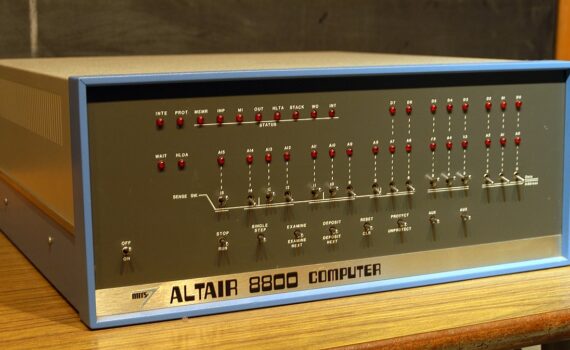 INTE PROT MEMR INP MI OUT HLTA STACK WO INT D7 D6 D5 D4 D3 D2 D1 D0
STATUS
WAIT HLDA A15 A14 A13 A12 A11 A10 A9 A8 A7 A6 A5 A4 A3 A2 A1 A0
SENSE SW.
OFF
ON
STOP SINGLE STEP EXAMINE DEPOSIT RESET PROTECT AUX AUX
EXAMINE NEXT DEPOSIT NEXT CLR UNPROTECT
mits ALTAIR 8800 COMPUTER